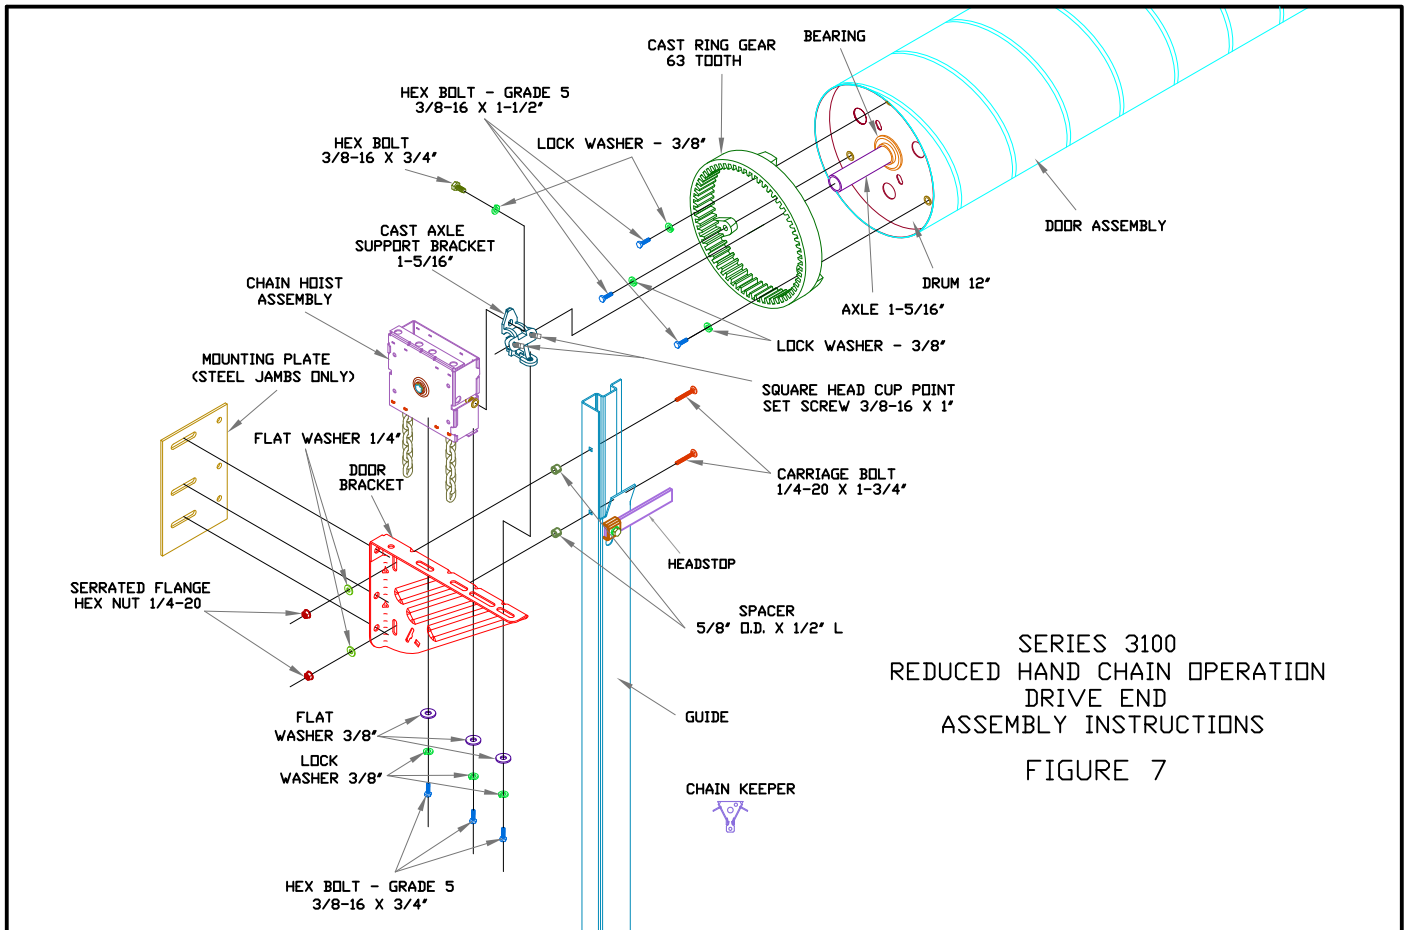 BEARING
CAST RING GEAR
63 TOOTH
HEX BOLT - GRADE 5
3/8-16 X 1-1/2"
HEX BOLT
3/8-16 X 3/4"
LOCK WASHER - 3/8"
DOOR ASSEMBLY
CAST AXLE
SUPPORT BRACKET
1-5/16"
DRUM 12"
CHAIN HOIST
ASSEMBLY
AXLE 1-5/16"
LOCK WASHER - 3/8"
MOUNTING PLATE
(STEEL JAMBS ONLY)
SQUARE HEAD CUP POINT
SET SCREW 3/8-16 X 1"
FLAT WASHER 1/4"
DOOR
BRACKET
CARRIAGE BOLT
1/4-20 X 1-3/4"
HEADSTOP
SERRATED FLANGE
HEX NUT 1/4-20
SPACER
5/8" O.D. X 1/2" L
SERIES 3100
REDUCED HAND CHAIN OPERATION
DRIVE END
ASSEMBLY INSTRUCTIONS
FIGURE 7
FLAT
WASHER 3/8"
GUIDE
LOCK
WASHER 3/8"
CHAIN KEEPER
HEX BOLT - GRADE 5
3/8-16 X 3/4"